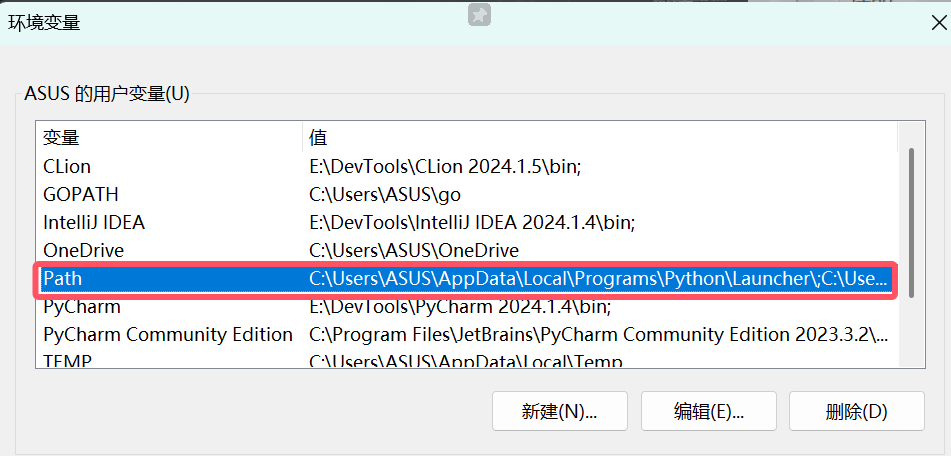 环境变量
ASUS 的用户变量(U)
变量 值
CLion E:\DevTools\CLion 2024.1.5\bin;
GOPATH C:\Users\ASUS\go
IntelliJ IDEA E:\DevTools\IntelliJ IDEA 2024.1.4\bin;
OneDrive C:\Users\ASUS\OneDrive
Path C:\Users\ASUS\AppData\Local\Programs\Python\Launcher\;C:\Use...
PyCharm E:\DevTools\PyCharm 2024.1.4\bin;
PyCharm Community Edition C:\Program Files\JetBrains\PyCharm Community Edition 2023.3.2\...
TEMP C:\Users\ASUS\AppData\Local\Temp
新建(N)... 编辑(E)... 删除(D)